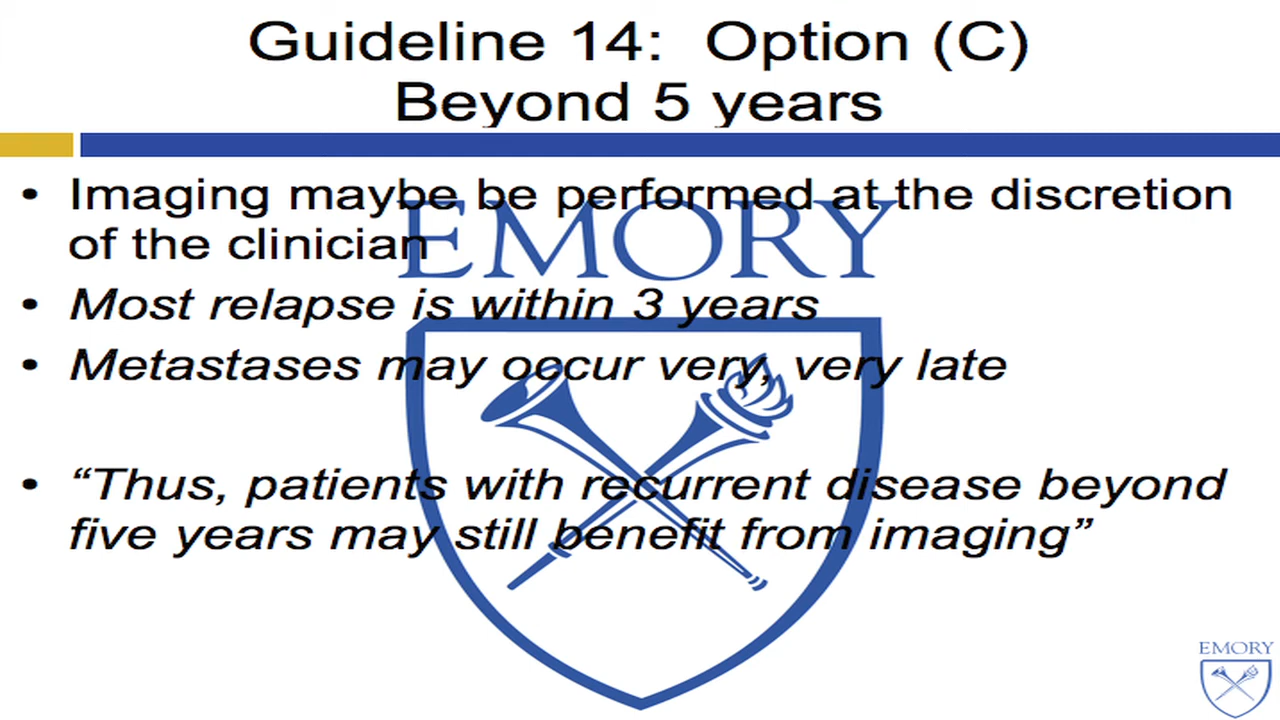 Guideline 14: Option (C)
Beyond 5 years
• Imaging maybe be performed at the discretion
of the clinician
EMORY
• Most relapse is within 3 years
• Metastases may occur very, very late
• “Thus, patients with recurrent disease beyond
five years may still benefit from imaging”
EMORY